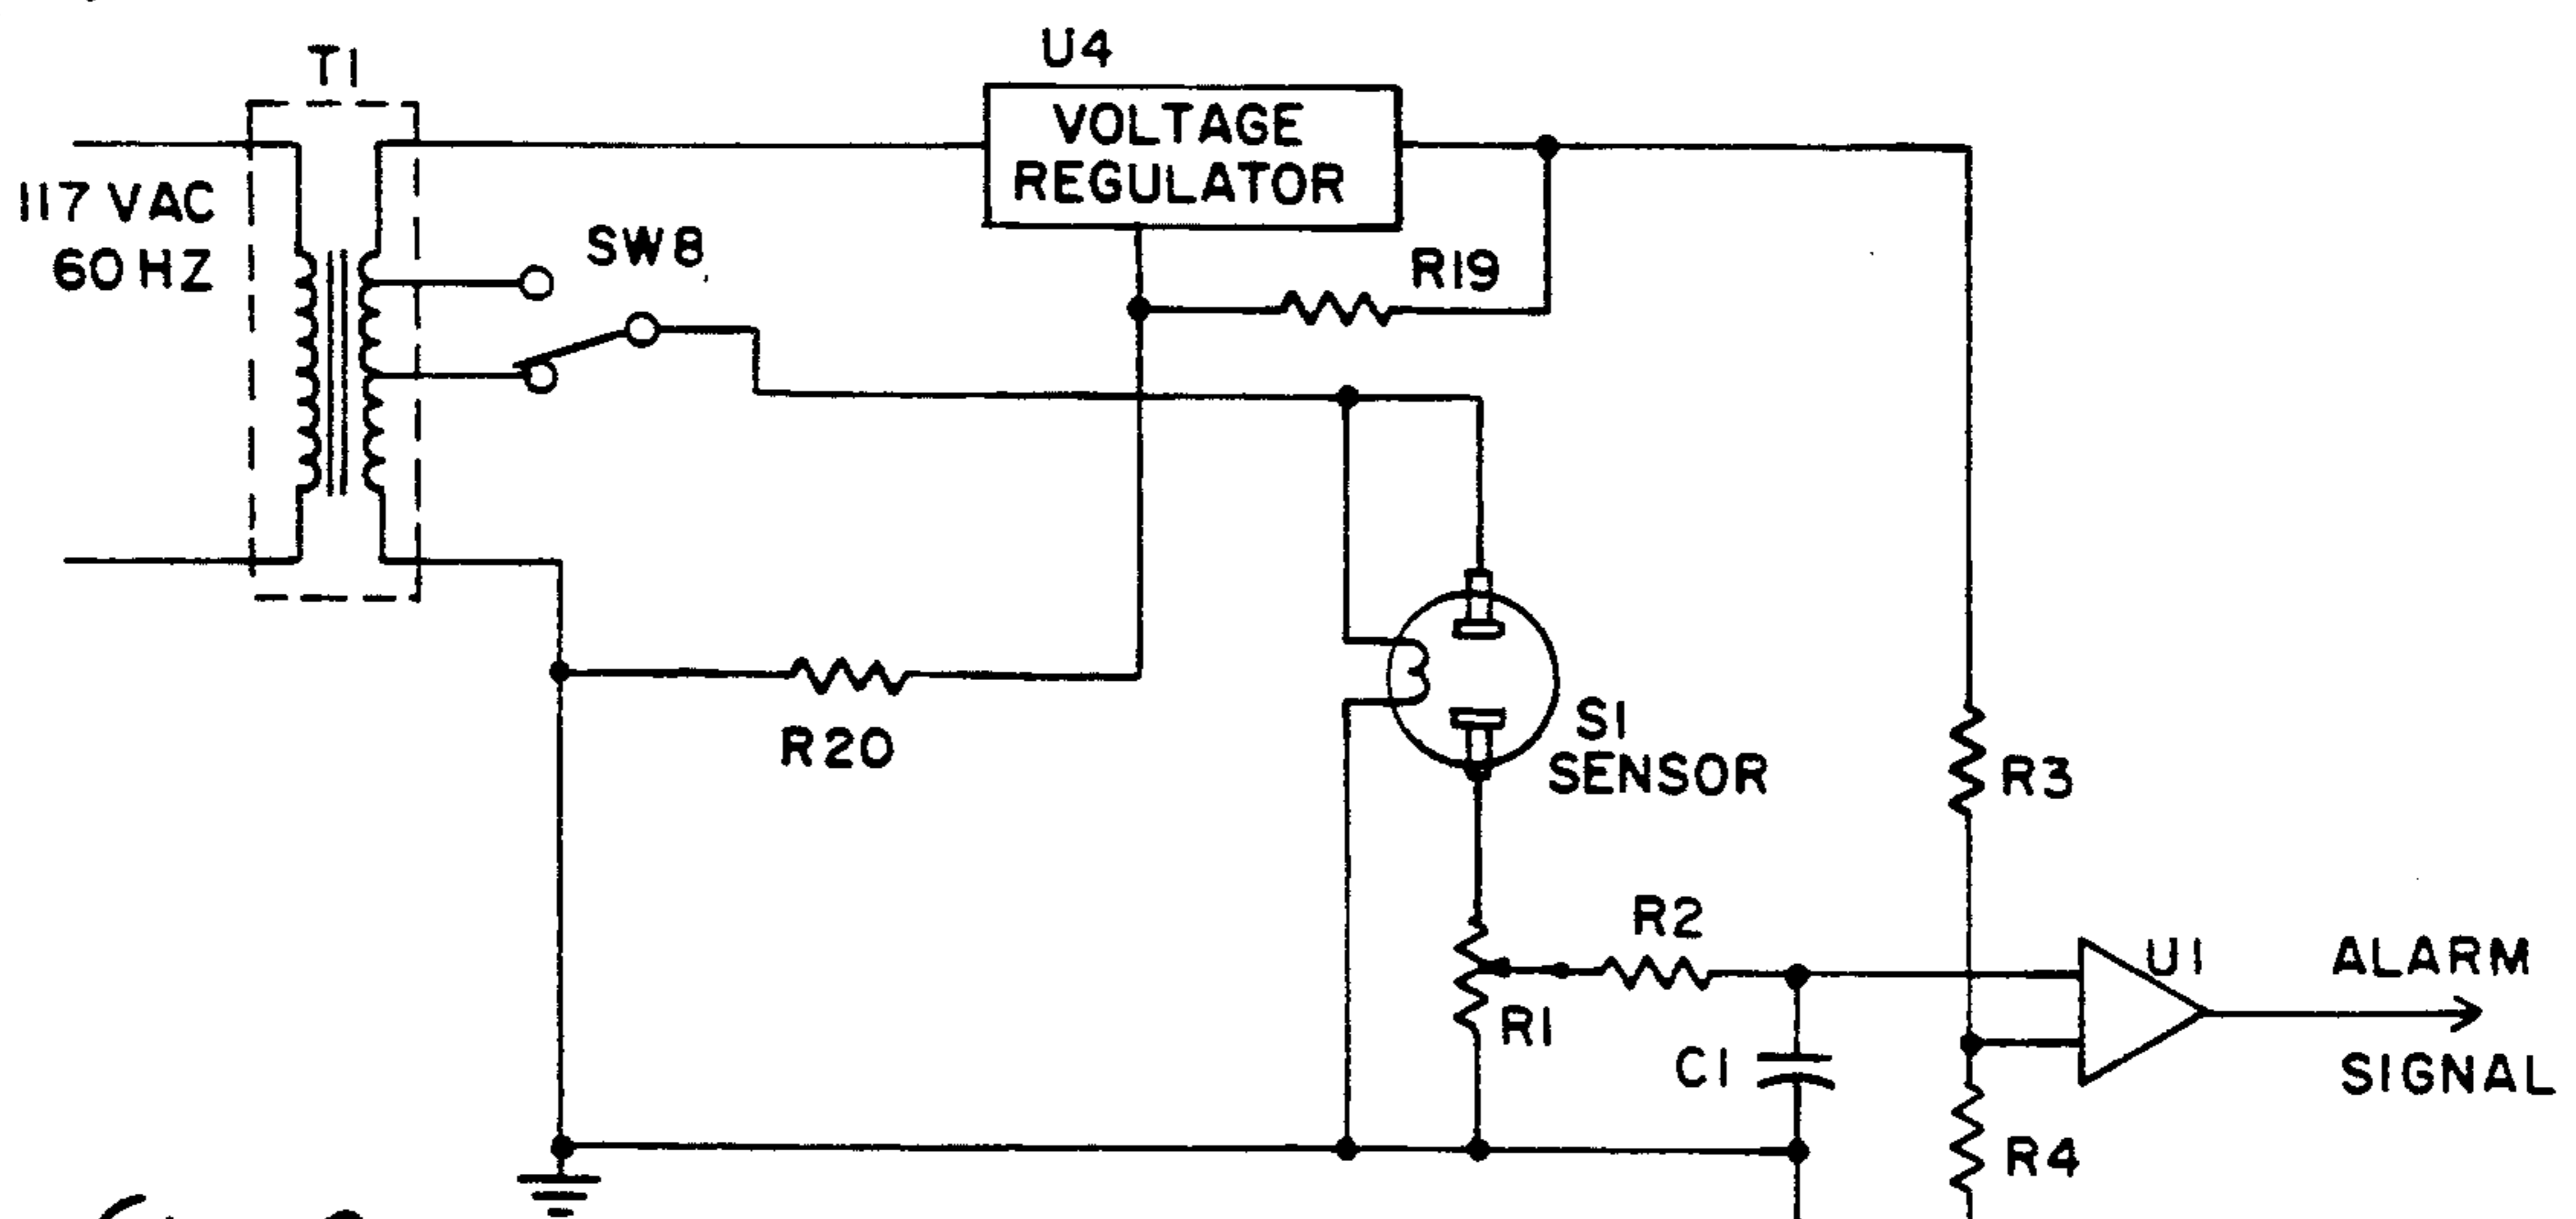 T1
U4
VOLTAGE
REGULATOR
117 VAC
60 HZ
SW8
R19
R20
S1
SENSOR
R3
R2
R1
C1
U1
ALARM
SIGNAL
R4